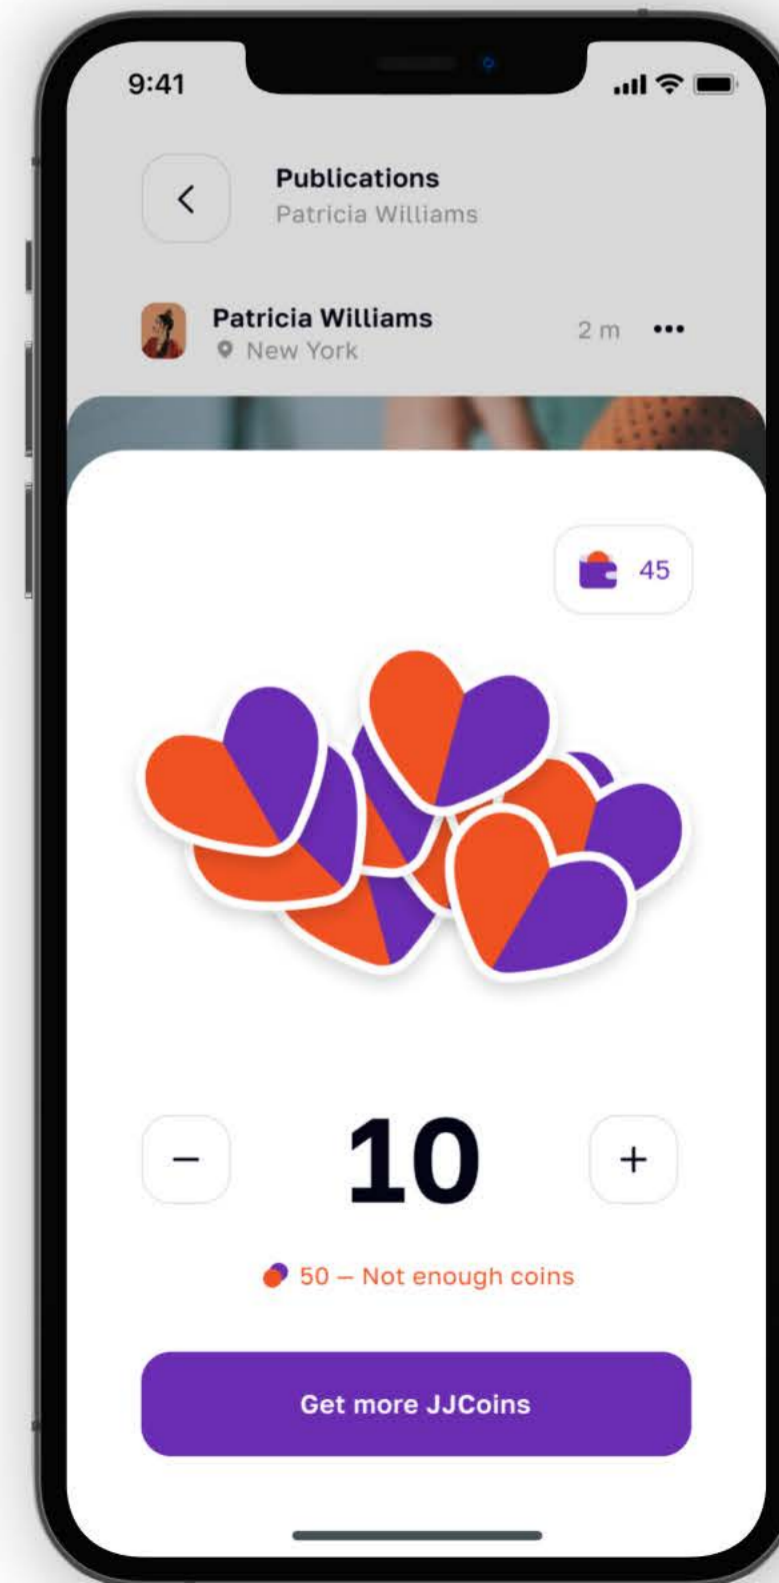 9:41
Publications
Patricia Williams
Patricia Williams
2 m
New York
45
10
50 — Not enough coins
Get more JJCoins